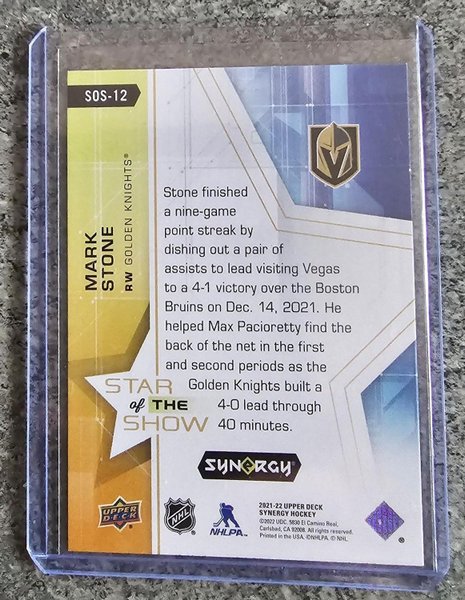 SOS-12
MARK
STONE
RW GOLDEN KNIGHTS®
Stone finished
a nine-game
point streak by
dishing out a pair of
assists to lead visiting Vegas
to a 4-1 victory over the Boston
Bruins on Dec. 14, 2021. He
helped Max Pacioretty find the
back of the net in the first
and second periods as the
Golden Knights built a
4-0 lead through
40 minutes.
STAR
of THE
SHOW
SYNERGY
UPPER
DECK
NHL
NHLPA
2021-22 UPPER DECK
SYNERGY HOCKEY
©2022 UDC. 5830 El Camino Real,
Carlsbad, CA 92008. All rights reserved.
Printed in the USA. ©NHLPA. © NHL.